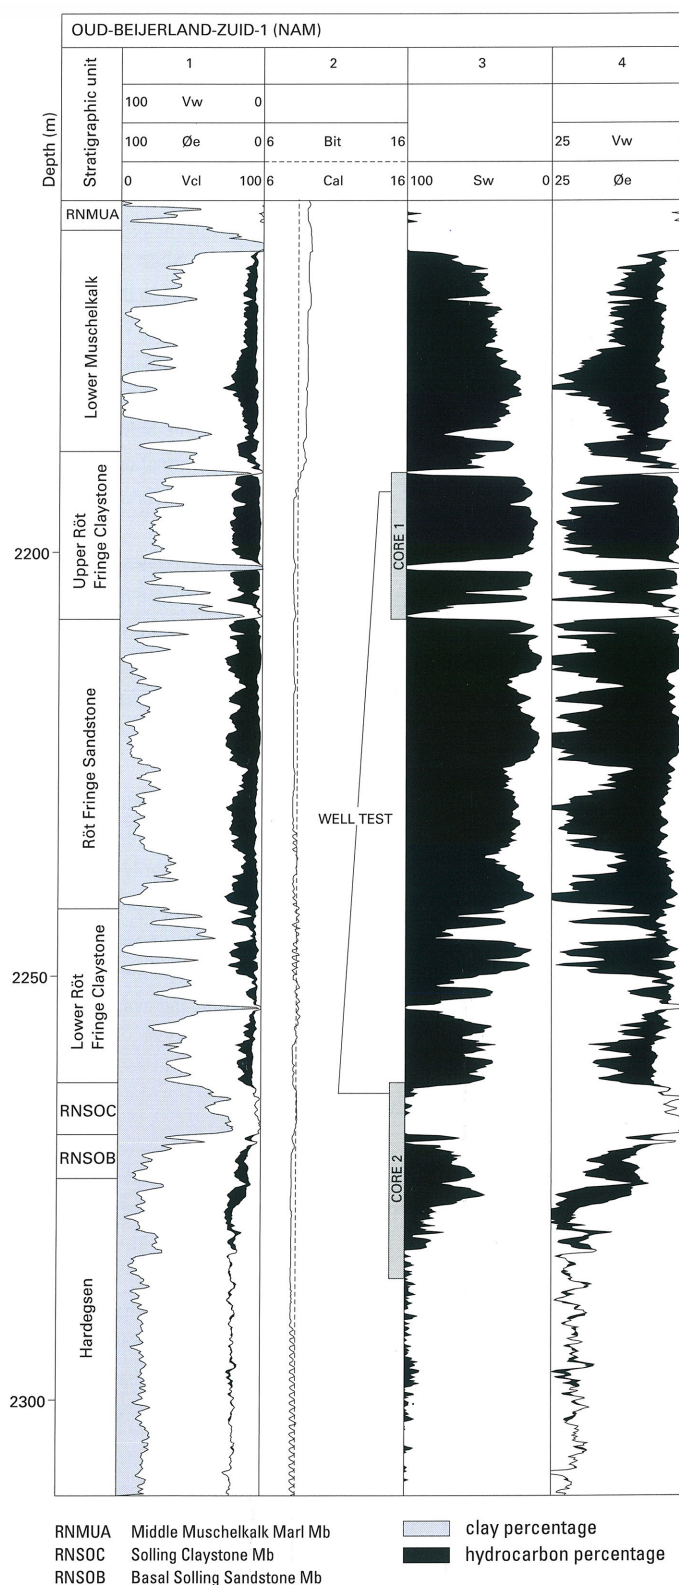 OUD-BEIJERLAND-ZUID-1 (NAM)
Depth (m)
Stratigraphic unit
1 2 3 4
100 Vw 0
100 Øe 0 6 Bit 16 25 Vw
0 Vcl 100 6 Cal 16 100 Sw 0 25 Øe
RNMUA
Lower Muschelkalk
Upper Röt
Fringe Claystone
2200
CORE 1
Röt Fringe Sandstone
WELL TEST
Lower Röt
Fringe Claystone
2250
RNSOC
RNSOB
CORE 2
Hardegsen
2300
RNMUA Middle Muschelkalk Marl Mb
clay percentage
RNSOC Solling Claystone Mb
hydrocarbon percentage
RNSOB Basal Solling Sandstone Mb